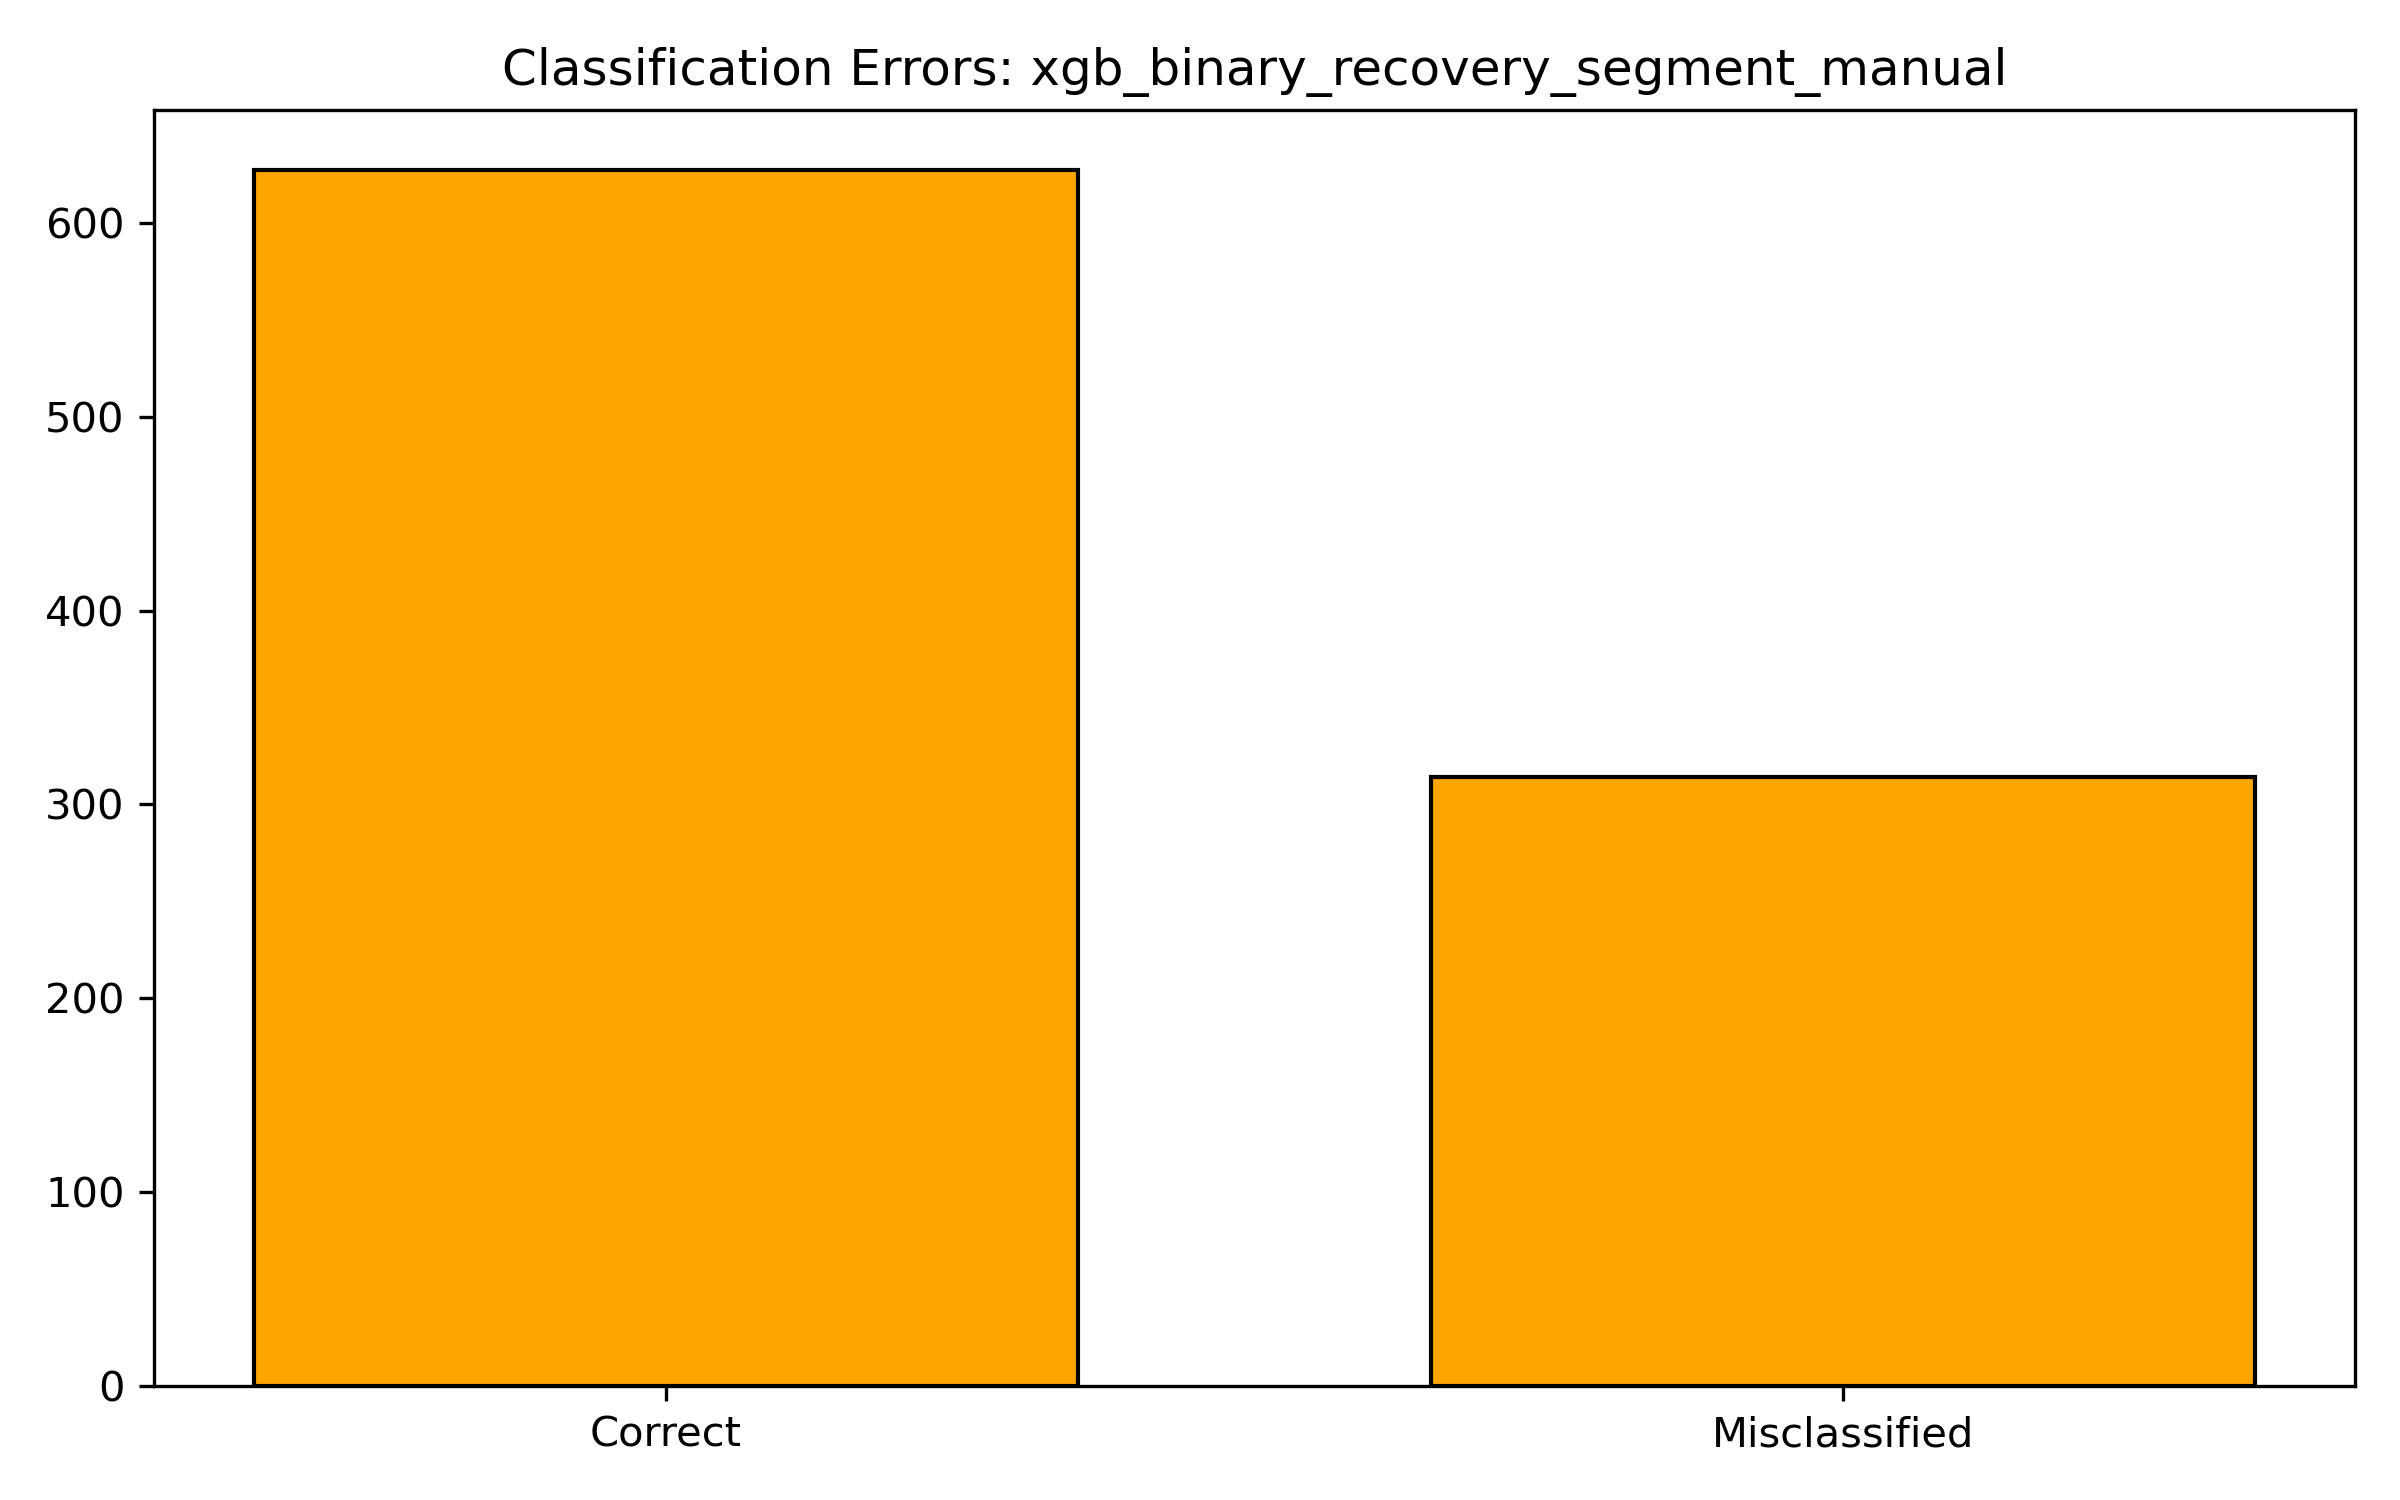 Classification Errors: xgb_binary_recovery_segment_manual
600
500
400
300
200
100
0
Correct
Misclassified